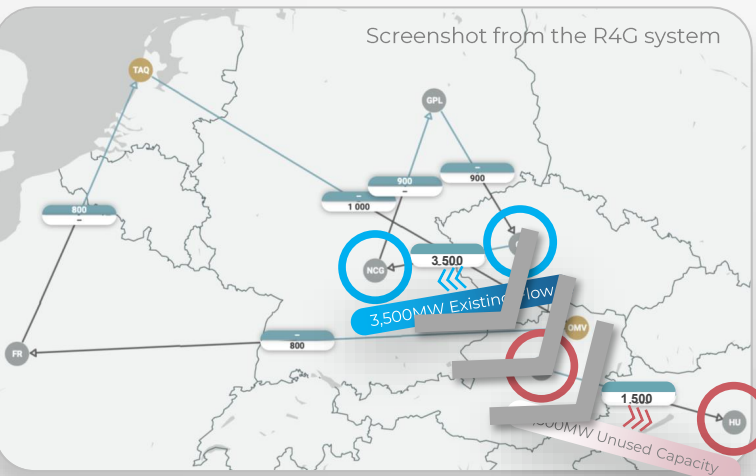 Screenshot from the R4G system
TAQ
GPL
900
–
–
900
–
1 000
800
–
NCG
3,500
3,500MW Existing Flow
–
800
FR
OMV
1,500
HU
Unused Capacity